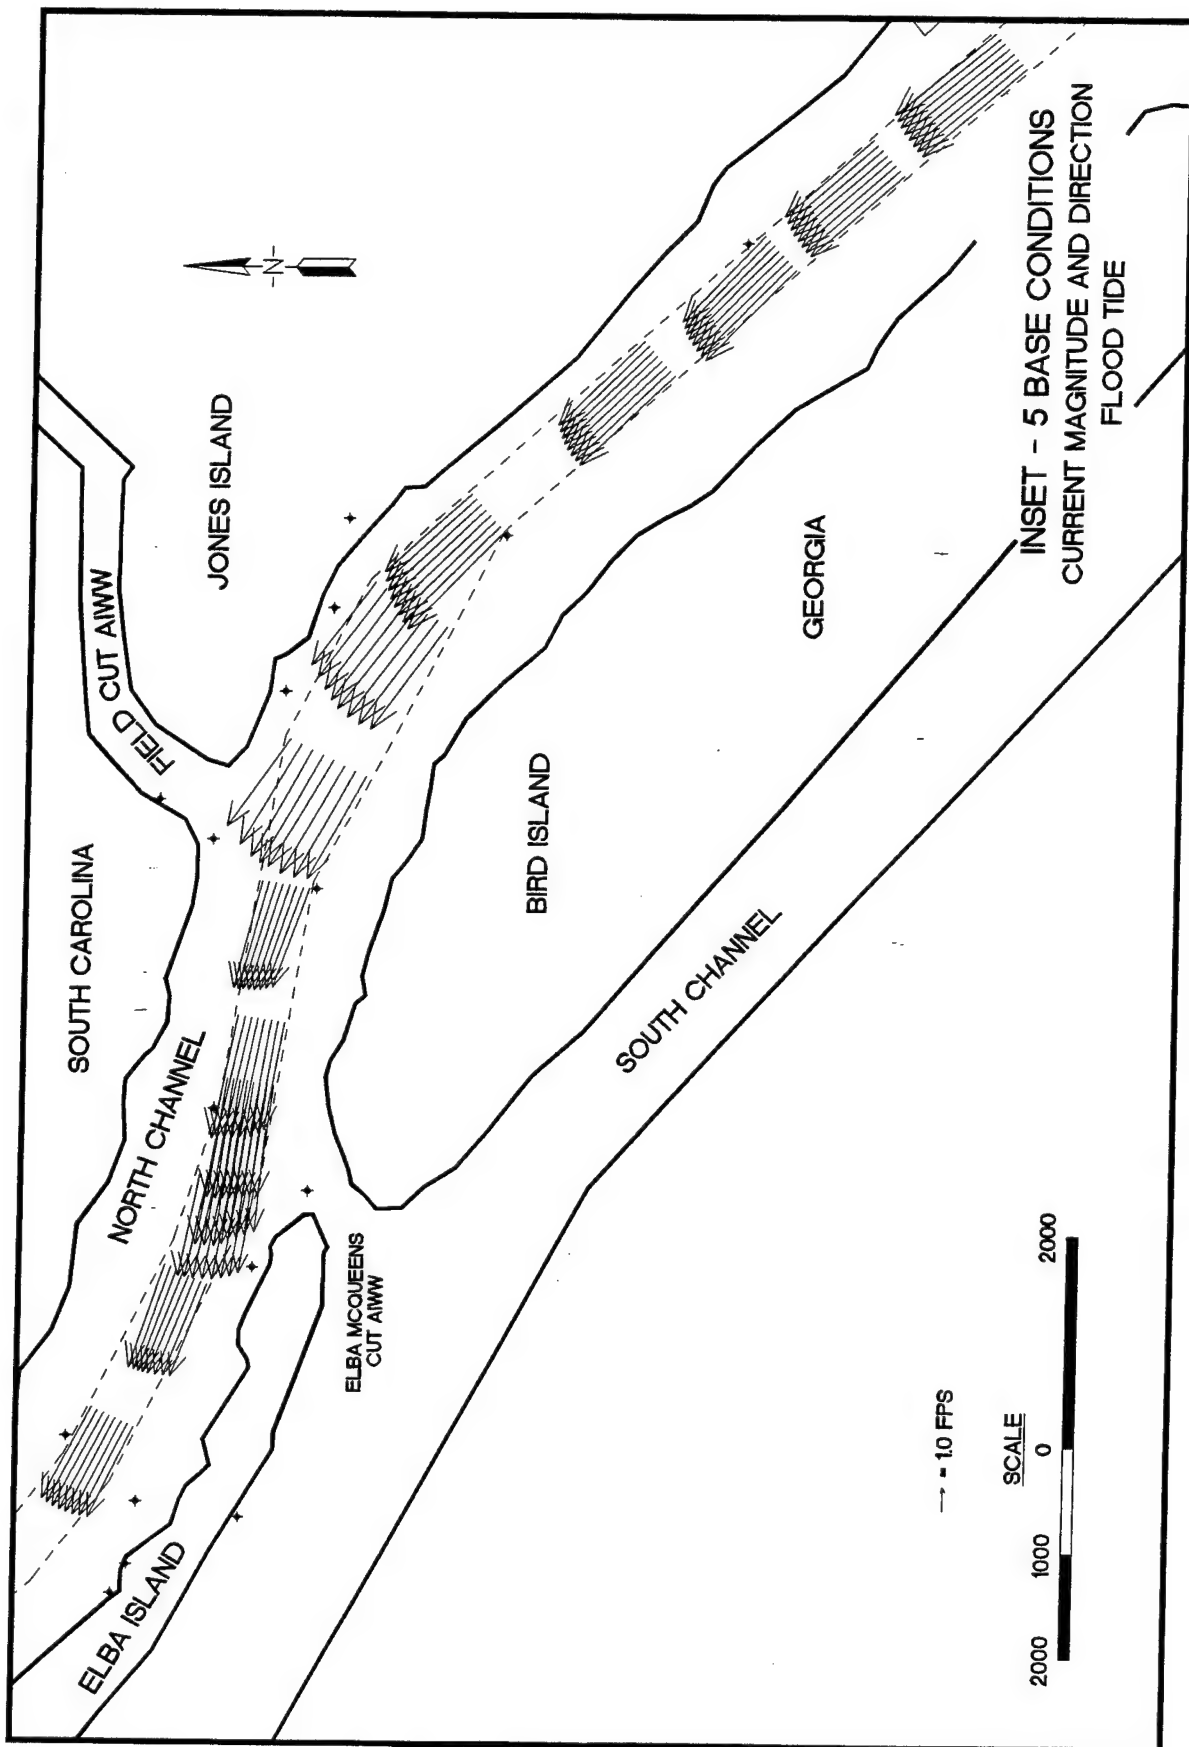 SOUTH CAROLINA
FIELD CUT AIWW
JONES ISLAND
NORTH CHANNEL
N
ELBA ISLAND
ELBA MCQUEENS
CUT AIWW
BIRD ISLAND
GEORGIA
SOUTH CHANNEL
→ = 1.0 FPS
SCALE
2000 1000 0 2000
INSET - 5 BASE CONDITIONS
CURRENT MAGNITUDE AND DIRECTION
FLOOD TIDE